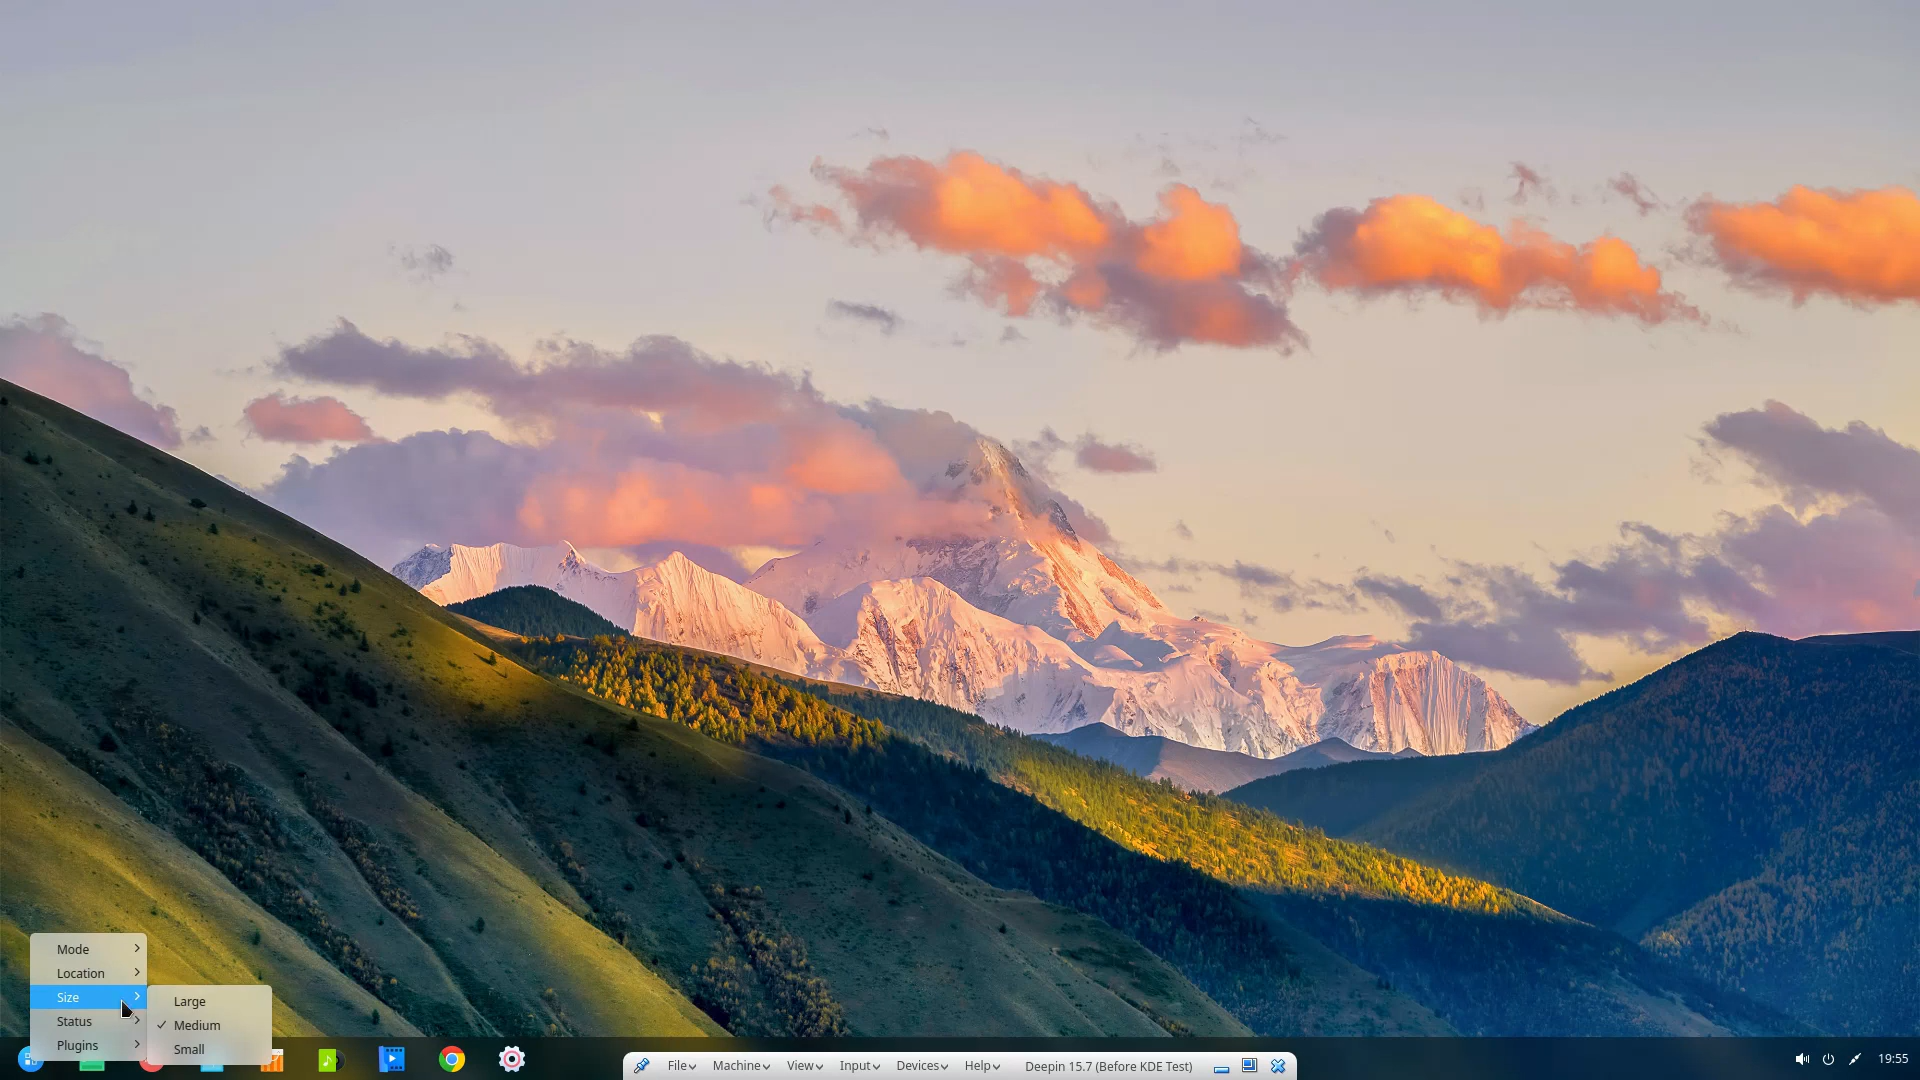 Mode
Location
Size
Status
Plugins
Large
Medium
Small
File Machine View Input Devices Help Deepin 15.7 (Before KDE Test)
19:55